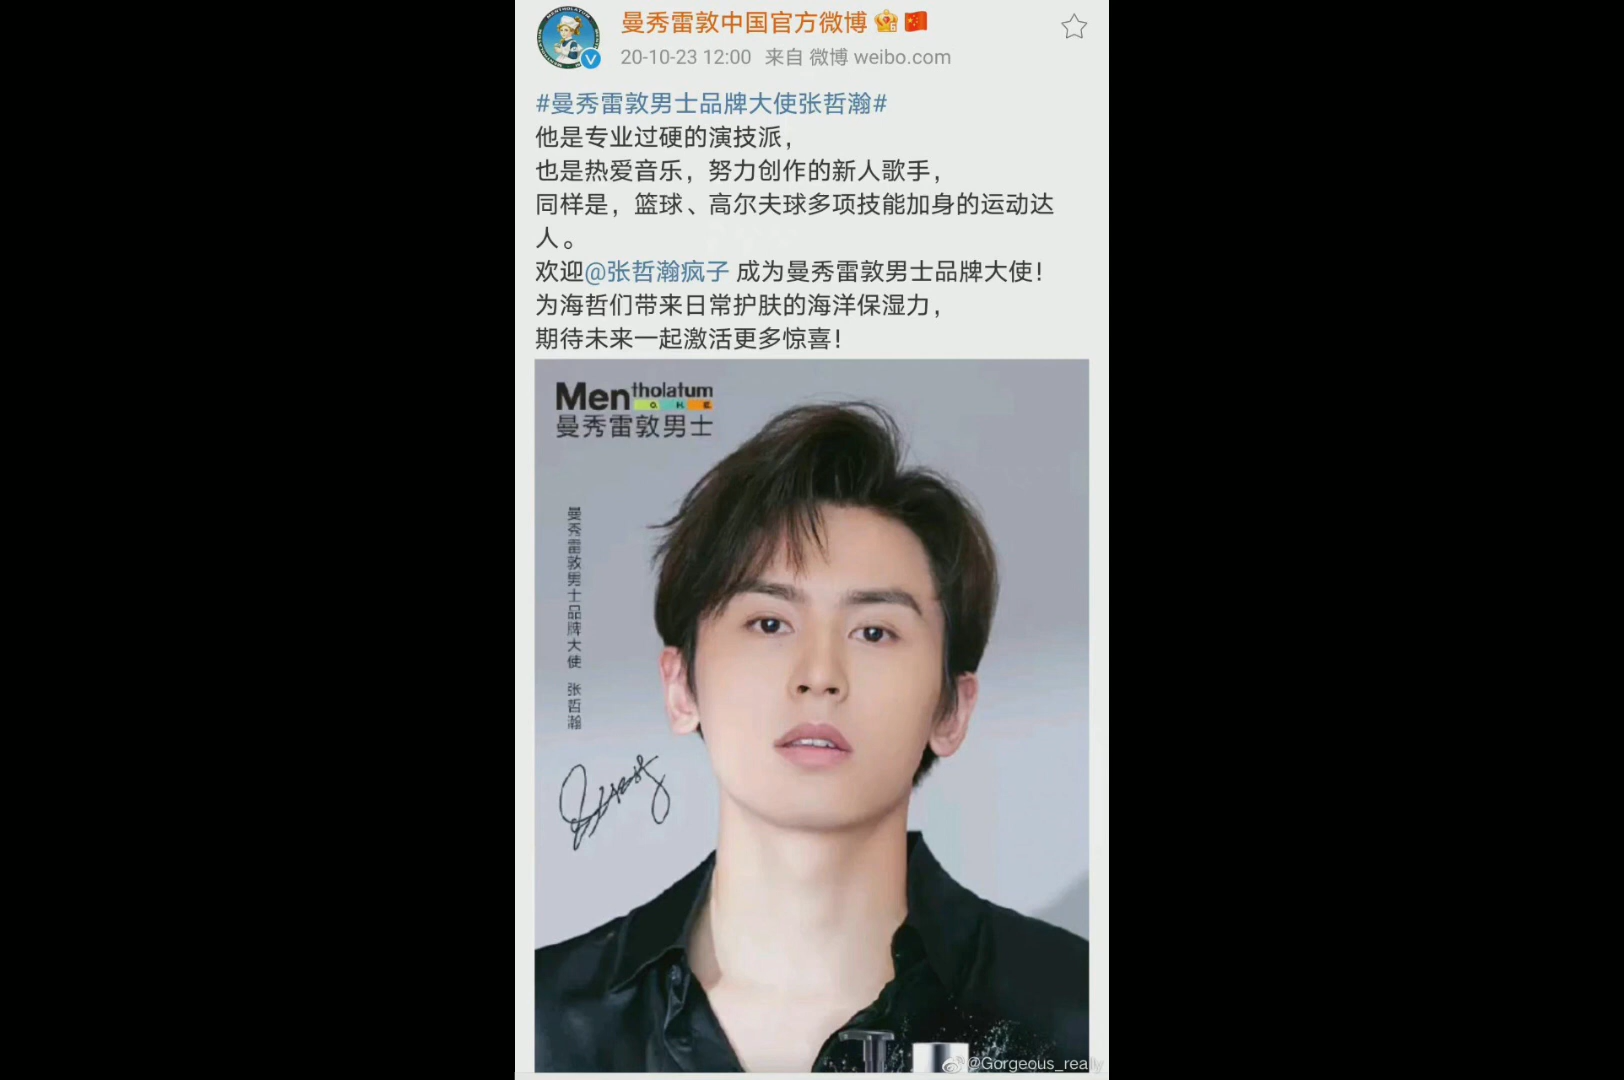 曼秀雷敦中国官方微博
20-10-23 12:00 来自 微博 weibo.com
#曼秀雷敦男士品牌大使张哲瀚#
他是专业过硬的演技派，
也是热爱音乐，努力创作的新人歌手，
同样是，篮球、高尔夫球多项技能加身的运动达
人。
欢迎@张哲瀚疯子 成为曼秀雷敦男士品牌大使！
为海哲们带来日常护肤的海洋保湿力，
期待未来一起激活更多惊喜！
Mentholatum
曼秀雷敦男士
曼秀雷敦男士品牌大使 张哲瀚
@Gorgeous_really